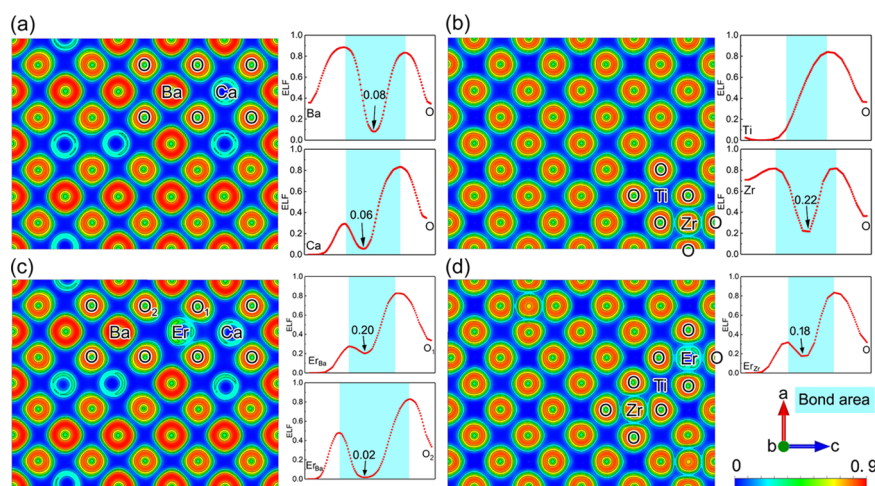 (a)
O O O
Ba Ca
O O O
ELF
1.0
0.8
0.6
0.4
0.2
0.0
0.08
Ba
O
ELF
1.0
0.8
0.6
0.4
0.2
0.0
0.06
Ca
O
(b)
O
O Ti O
O Zr O
O
ELF
1.0
0.8
0.6
0.4
0.2
0.0
Ti
O
ELF
1.0
0.8
0.6
0.4
0.2
0.0
Zr
0.22
O
(c)
O O₂ O₁ O
Ba Er Ca
O O O O
ELF
1.0
0.8
0.6
0.4
0.2
0.0
0.20
Er_Ba
O₁
ELF
1.0
0.8
0.6
0.4
0.2
0.0
0.02
Er_Ba
O₂
(d)
O
O Er O
O Ti O
O Zr O
O
ELF
1.0
0.8
0.6
0.4
0.2
0.0
0.18
Er_Zr
O
Bond area
a
b c
0 0.9